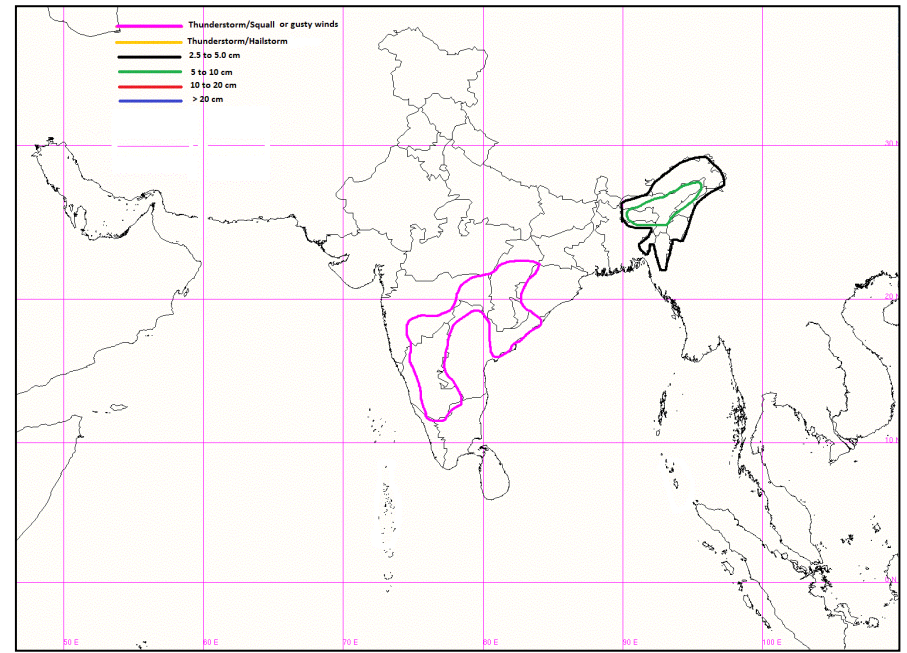 Thunderstorm/Squall or gusty winds
Thunderstorm/Hailstorm
2.5 to 5.0 cm
5 to 10 cm
10 to 20 cm
> 20 cm
30 N
20 N
10 N
50 E
60 E
70 E
80 E
90 E
100 E